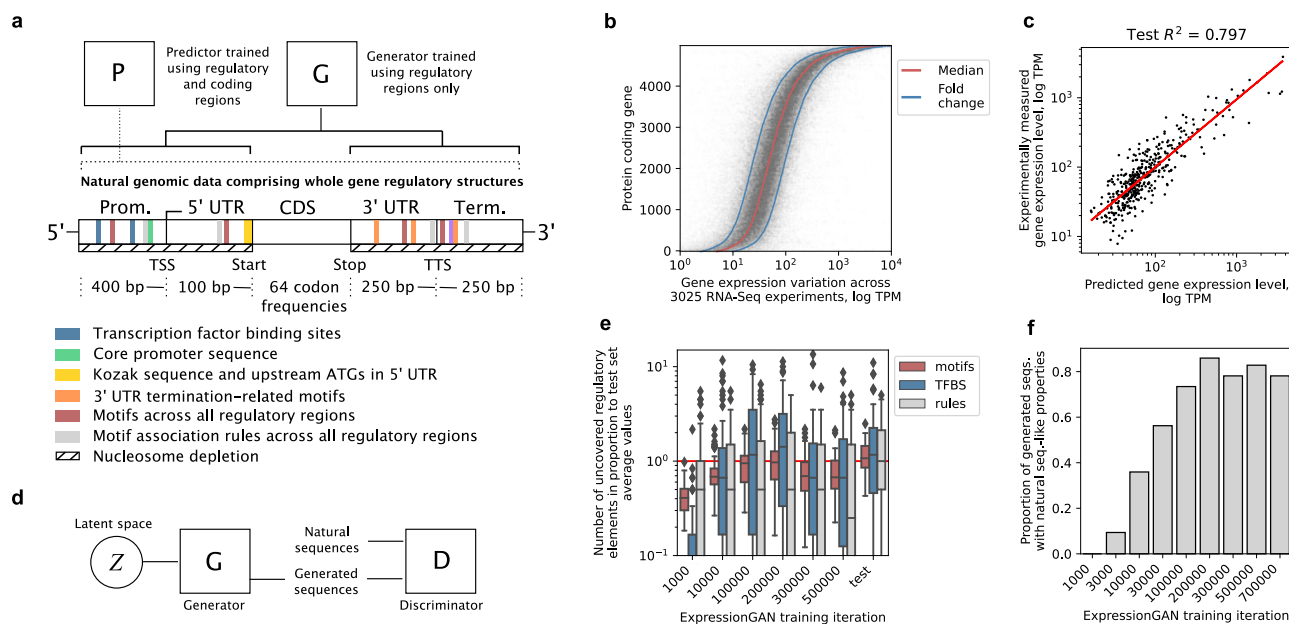 a
P
Predictor trained
using regulatory
and coding
regions
G
Generator trained
using regulatory
regions only
Natural genomic data comprising whole gene regulatory structures
Prom.
5' UTR
CDS
3' UTR
Term.
5'
3'
TSS
Start
Stop
TTS
400 bp
100 bp
64 codon
frequencies
250 bp
250 bp
Transcription factor binding sites
Core promoter sequence
Kozak sequence and upstream ATGs in 5' UTR
3' UTR termination-related motifs
Motifs across all regulatory regions
Motif association rules across all regulatory regions
Nucleosome depletion
b
Protein coding gene
4000
3000
2000
1000
0
10^0
10^1
10^2
10^3
10^4
Gene expression variation across
3025 RNA-Seq experiments, log TPM
Median
Fold
change
c
Test R^2 = 0.797
Experimentally measured
gene expression level, log TPM
10^3
10^2
10^1
10^2
10^3
Predicted gene expression level,
log TPM
d
Latent space
Z
G
Generator
Natural
sequences
Generated
sequences
D
Discriminator
e
Number of uncovered regulatory
elements in proportion to test set
average values
10^1
10^0
10^-1
1000
10000
100000
200000
300000
500000
test
ExpressionGAN training iteration
motifs
TFBS
rules
f
Proportion of generated seqs.
with natural seq.-like properties
0.8
0.6
0.4
0.2
0.0
1000
3000
10000
30000
100000
200000
300000
500000
700000
ExpressionGAN training iteration